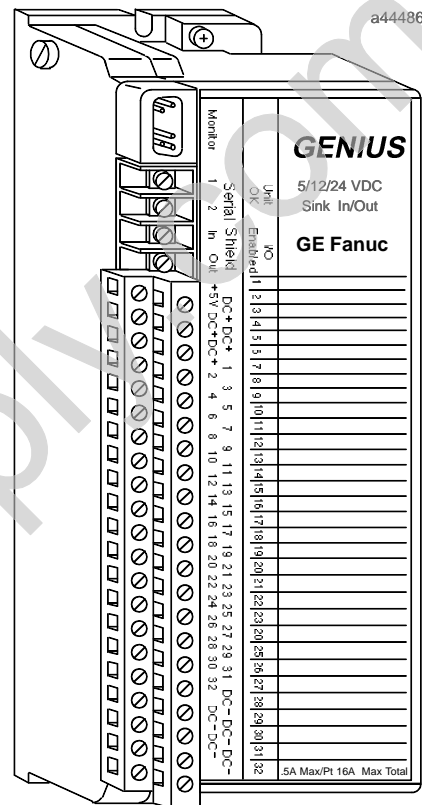 a44486
GENIUS
5/12/24 VDC
Sink In/Out
GE Fanuc
Unit OK
I/O Enabled
Monitor
Serial 1 2
Shield In Out
+5V DC+ DC+ 2 4 6 8 10 12 14 16 18 20 22 24 26 28 30 32 DC- DC-
DC+ DC+ 1 3 5 7 9 11 13 15 17 19 21 23 25 27 29 31 DC- DC- DC-
1
2
3
4
5
5
7
8
9
10
11
12
13
14
15
16
17
18
19
20
21
22
23
20
25
26
27
28
29
30
31
32
.5A Max/Pt 16A Max Total
ply.com